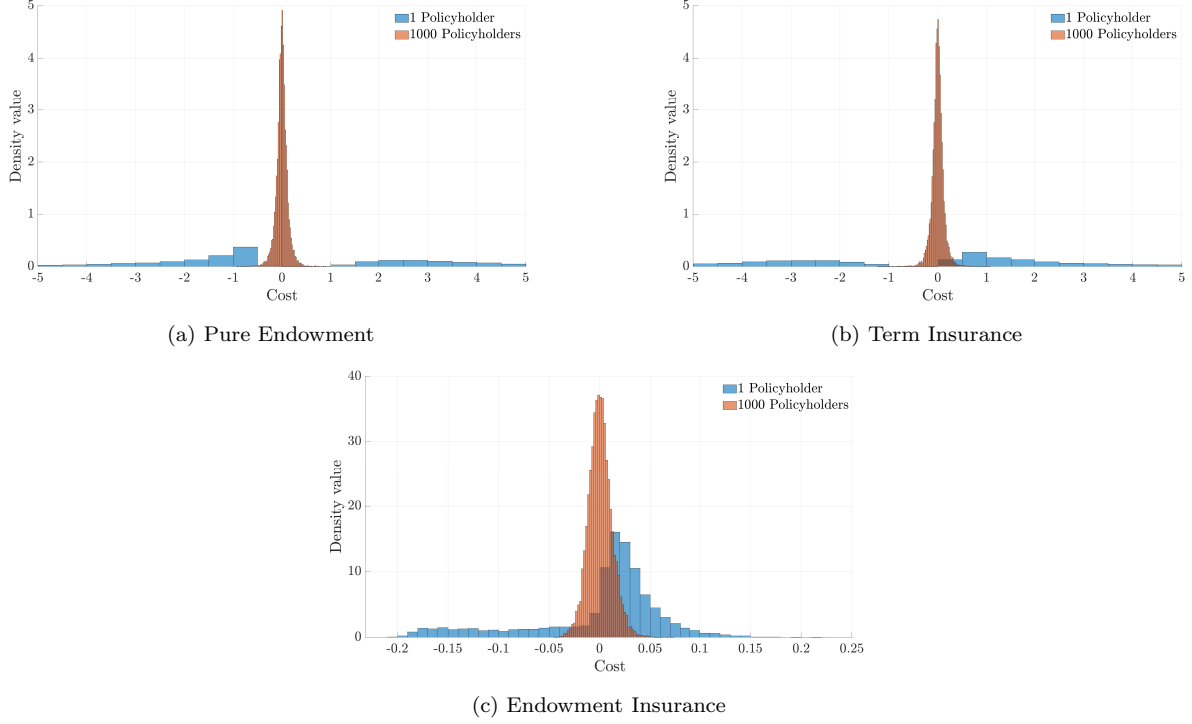 1 Policyholder
1000 Policyholders
Density value
5
4
3
2
1
0
-5 -4 -3 -2 -1 0 1 2 3 4 5
Cost
(a) Pure Endowment
1 Policyholder
1000 Policyholders
Density value
5
4
3
2
1
0
-5 -4 -3 -2 -1 0 1 2 3 4 5
Cost
(b) Term Insurance
1 Policyholder
1000 Policyholders
Density value
40
30
20
10
0
-0.2 -0.15 -0.1 -0.05 0 0.05 0.1 0.15 0.2 0.25
Cost
(c) Endowment Insurance